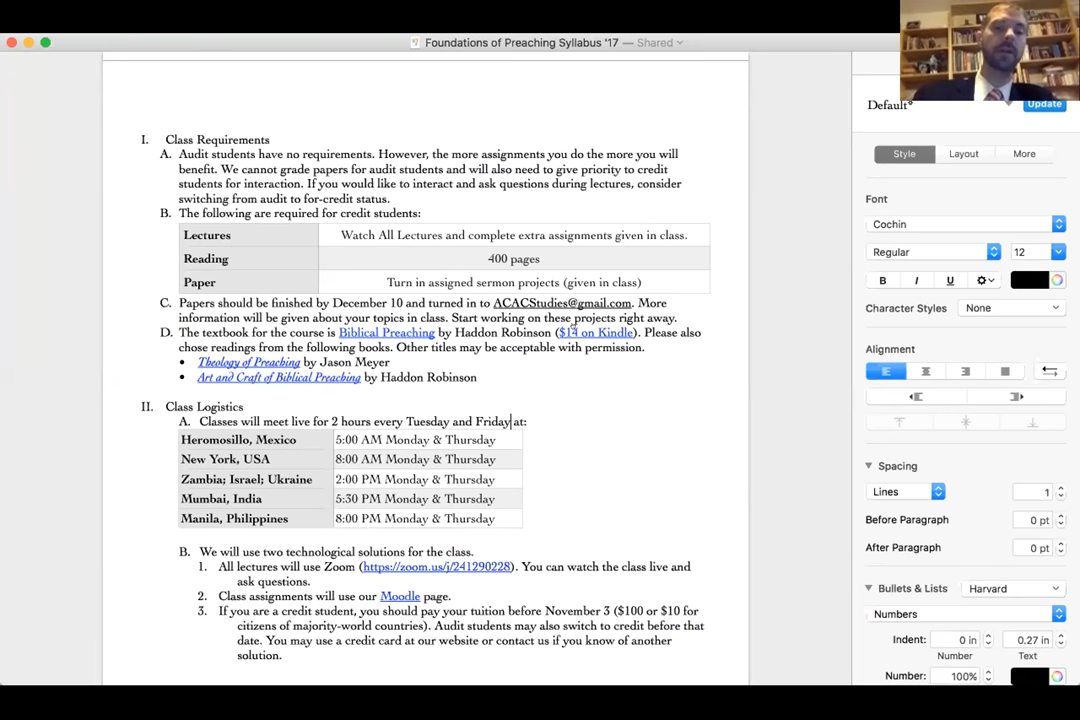 Foundations of Preaching Syllabus '17 — Shared
Default*
Update
Style
Layout
More
Font
Cochin
Regular
12
B
I
U
Character Styles
None
Alignment
Spacing
Lines
1
Before Paragraph
0 pt
After Paragraph
0 pt
Bullets & Lists
Harvard
Numbers
Indent:
0 in
0.27 in
Number
Text
Number:
100%
I. Class Requirements
A. Audit students have no requirements. However, the more assignments you do the more you will
benefit. We cannot grade papers for audit students and will also need to give priority to credit
students for interaction. If you would like to interact and ask questions during lectures, consider
switching from audit to for-credit status.
B. The following are required for credit students:
Lectures Watch All Lectures and complete extra assignments given in class.
Reading 400 pages
Paper Turn in assigned sermon projects (given in class)
C. Papers should be finished by December 10 and turned in to ACACStudies@gmail.com. More
information will be given about your topics in class. Start working on these projects right away.
D. The textbook for the course is Biblical Preaching by Haddon Robinson ($14 on Kindle). Please also
chose readings from the following books. Other titles may be acceptable with permission.
• Theology of Preaching by Jason Meyer
• Art and Craft of Biblical Preaching by Haddon Robinson
II. Class Logistics
A. Classes will meet live for 2 hours every Tuesday and Friday at:
Heromosillo, Mexico 5:00 AM Monday & Thursday
New York, USA 8:00 AM Monday & Thursday
Zambia; Israel; Ukraine 2:00 PM Monday & Thursday
Mumbai, India 5:30 PM Monday & Thursday
Manila, Philippines 8:00 PM Monday & Thursday
B. We will use two technological solutions for the class.
1. All lectures will use Zoom (https://zoom.us/j/241290228). You can watch the class live and
ask questions.
2. Class assignments will use our Moodle page.
3. If you are a credit student, you should pay your tuition before November 3 ($100 or $10 for
citizens of majority-world countries). Audit students may also switch to credit before that
date. You may use a credit card at our website or contact us if you know of another
solution.